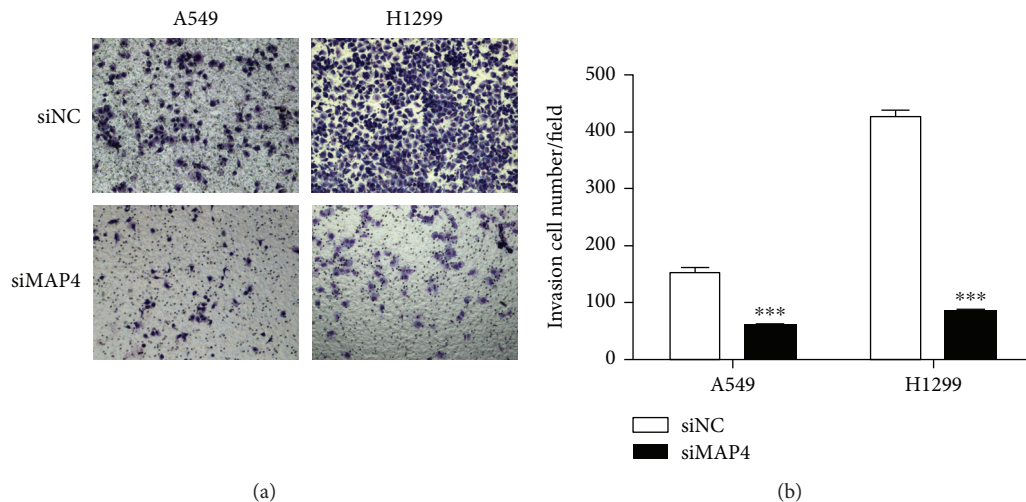 A549
H1299
siNC
siMAP4
(a)
Invasion cell number/field
500
400
300
200
100
0
***
***
A549
H1299
siNC
siMAP4
(b)